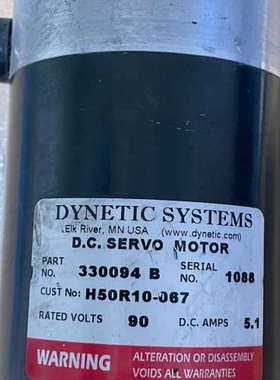 DYNETIC SYSTEMS
Elk River, MN USA (www.dynetic.com)
D.C. SERVO MOTOR
PART NO. 330094 B SERIAL NO. 1088
CUST No: H50R10-067
RATED VOLTS 90 D.C. AMPS 5.1
WARNING ALTERATION OR DISASSEMBLY
VOIDS ALL WARRANTIES